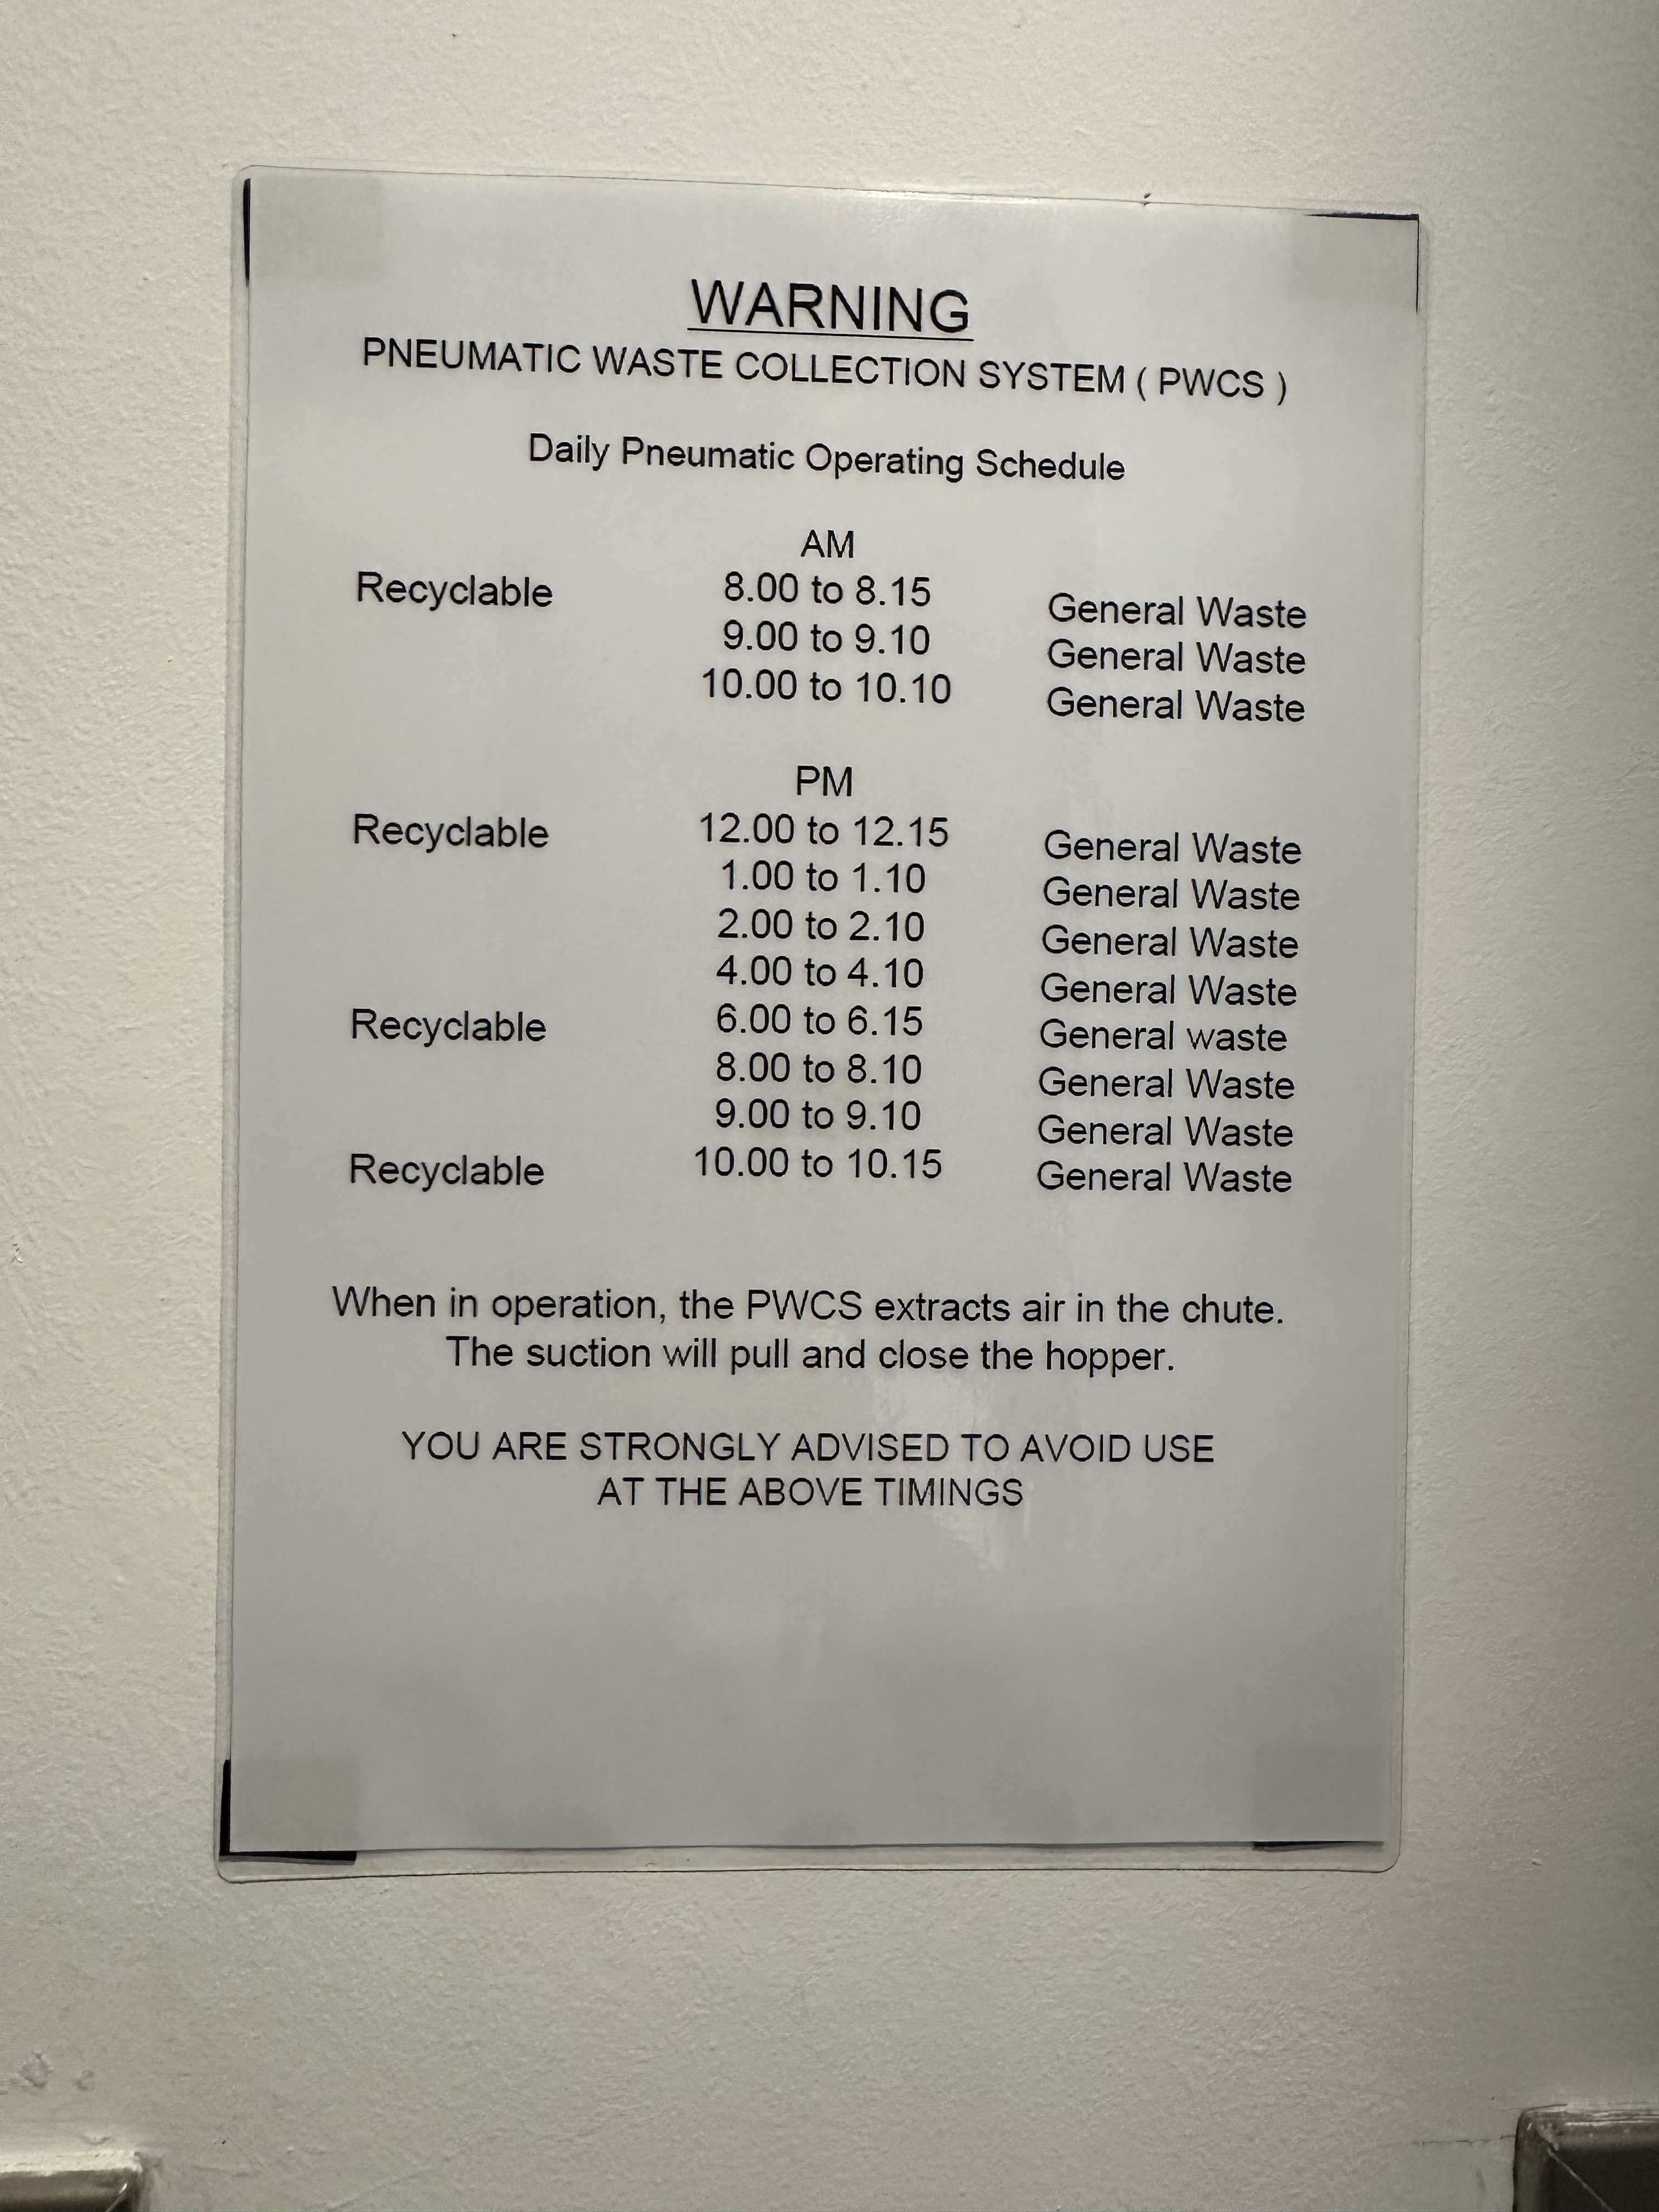 WARNING
PNEUMATIC WASTE COLLECTION SYSTEM ( PWCS )
Daily Pneumatic Operating Schedule
AM
Recyclable 8.00 to 8.15 General Waste
9.00 to 9.10 General Waste
10.00 to 10.10 General Waste
PM
Recyclable 12.00 to 12.15 General Waste
1.00 to 1.10 General Waste
2.00 to 2.10 General Waste
4.00 to 4.10 General Waste
Recyclable 6.00 to 6.15 General waste
8.00 to 8.10 General Waste
9.00 to 9.10 General Waste
Recyclable 10.00 to 10.15 General Waste
When in operation, the PWCS extracts air in the chute.
The suction will pull and close the hopper.
YOU ARE STRONGLY ADVISED TO AVOID USE
AT THE ABOVE TIMINGS